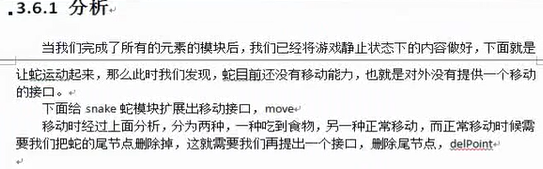 3.6.1 分析
当我们完成了所有的元素的模块后，我们已经将游戏静止状态下的内容做好，下面就是
让蛇运动起来，那么此时我们发现，蛇目前还没有移动能力，也就是对外没有提供一个移动
的接口。
下面给 snake 蛇模块扩展出移动接口，move
移动时经过上面分析，分为两种，一种吃到食物，另一种正常移动，而正常移动时候需
要我们把蛇的尾节点删除掉，这就需要我们再提出一个接口，删除尾节点，delPoint